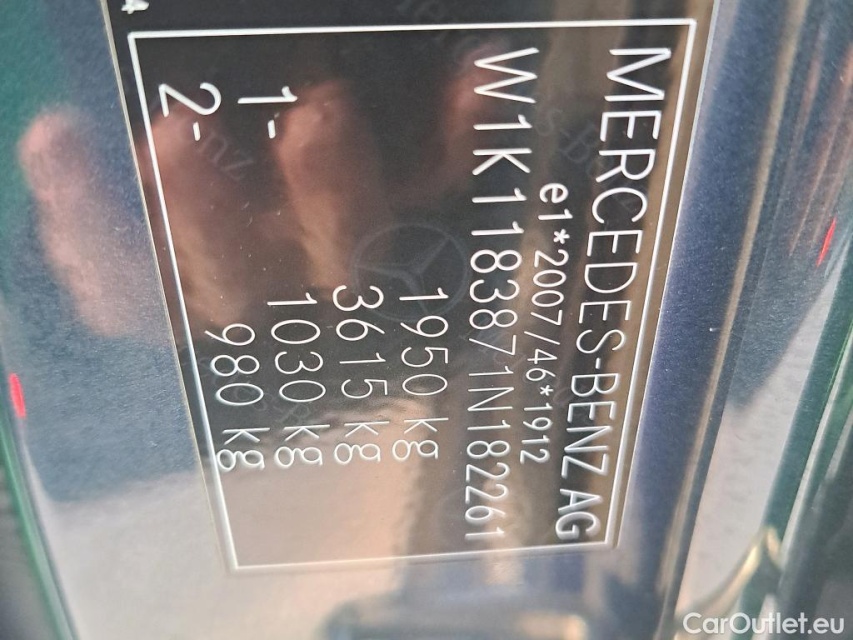 MERCEDES-BENZ AG
e1*2007/46*1912
W1K1183871N182261
1950 kg
3615 kg
1- 1030 kg
2- 980 kg
CarOutlet.eu